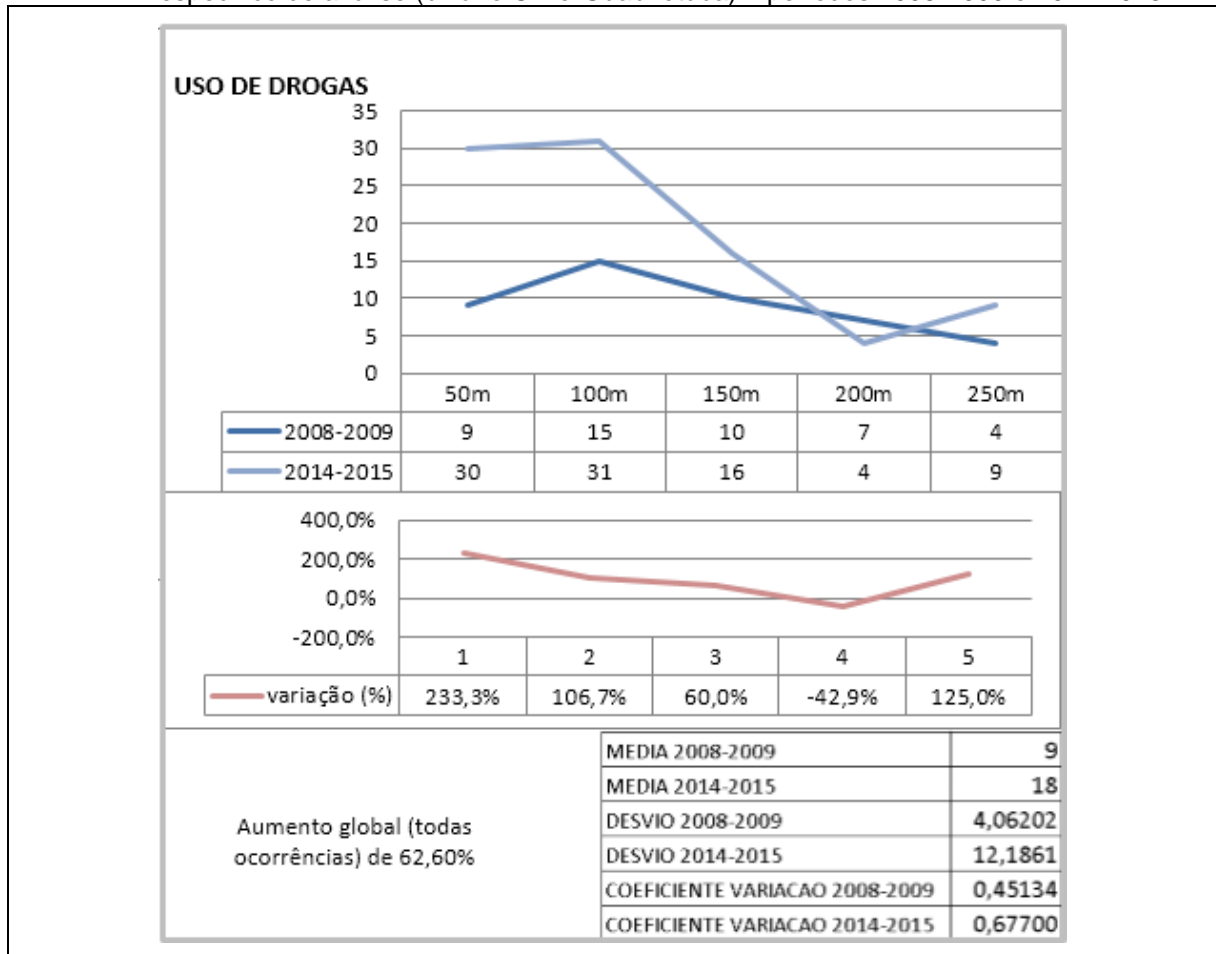 USO DE DROGAS
35
30
25
20
15
10
5
0
50m 100m 150m 200m 250m
2008-2009 9 15 10 7 4
2014-2015 30 31 16 4 9
400,0%
200,0%
0,0%
-200,0%
1 2 3 4 5
variação (%) 233,3% 106,7% 60,0% -42,9% 125,0%
MEDIA 2008-2009 9
MEDIA 2014-2015 18
DESVIO 2008-2009 4,06202
DESVIO 2014-2015 12,1861
COEFICIENTE VARIACAO 2008-2009 0,45134
COEFICIENTE VARIACAO 2014-2015 0,67700
Aumento global (todas
ocorrências) de 62,60%